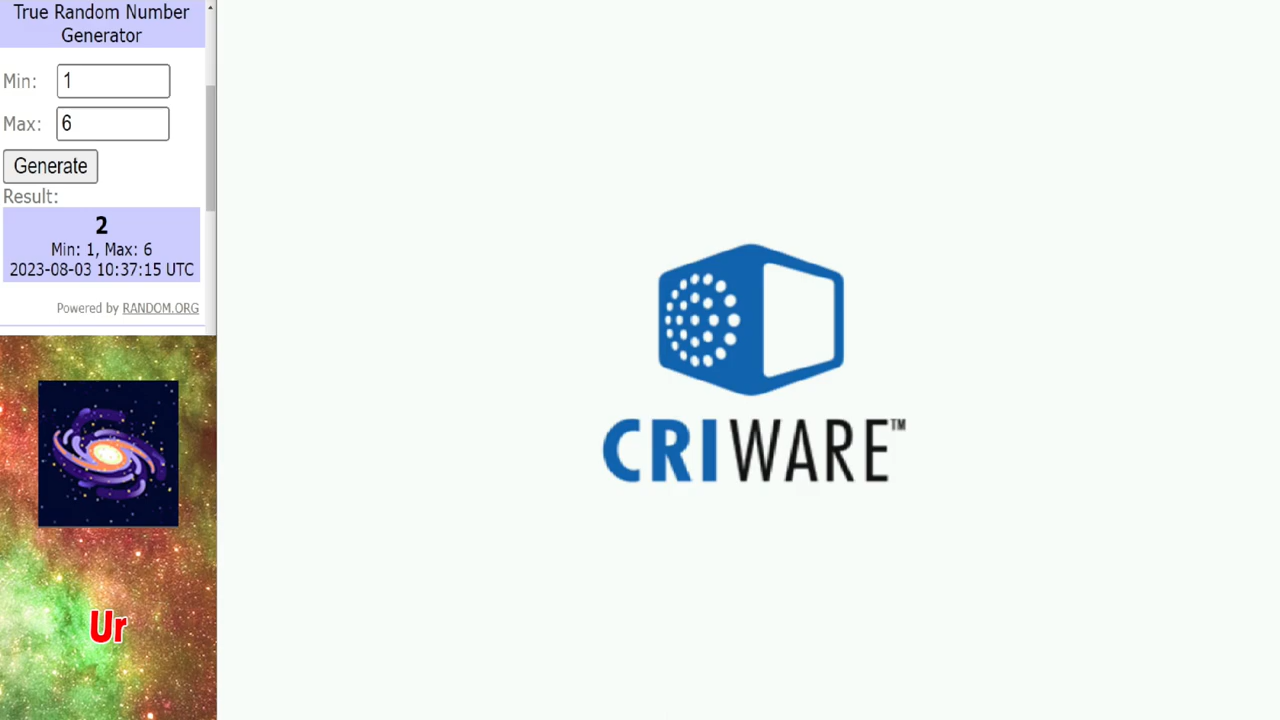 True Random Number
Generator
Min: 1
Max: 6
Generate
Result:
2
Min: 1, Max: 6
2023-08-03 10:37:15 UTC
Powered by RANDOM.ORG
Ur
CRIWARE™